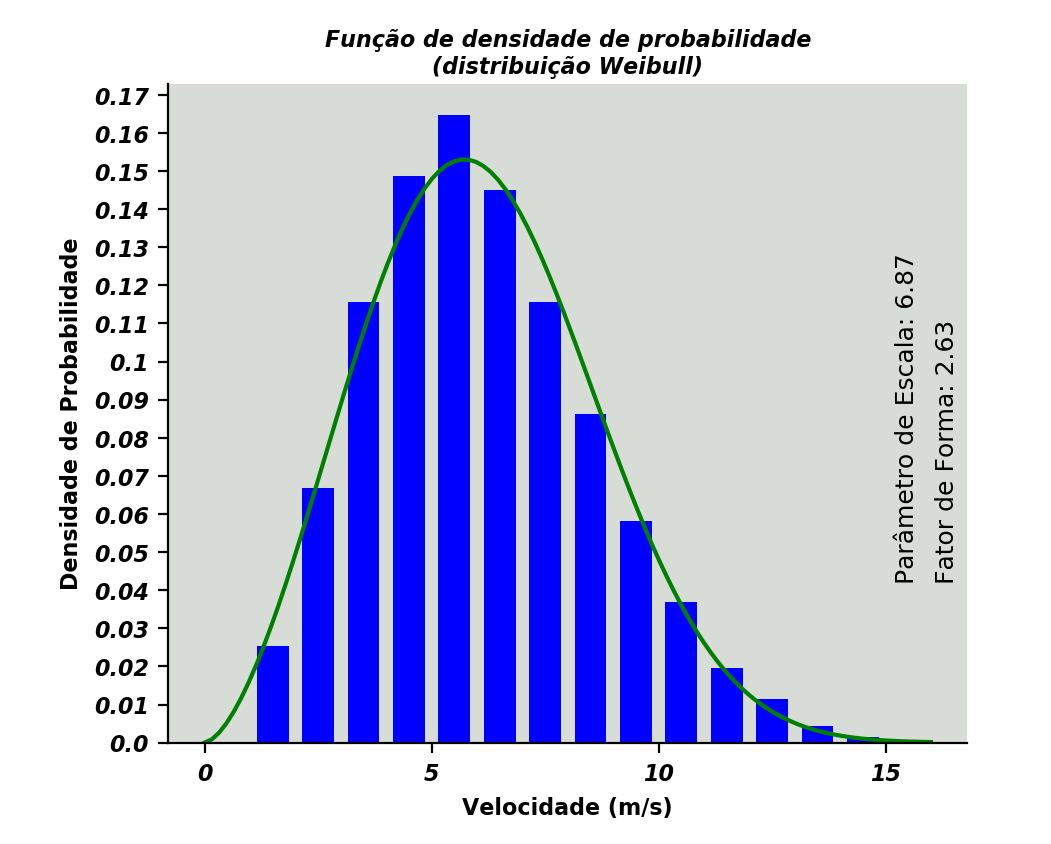 Função de densidade de probabilidade
(distribuição Weibull)
Densidade de Probabilidade
0.17
0.16
0.15
0.14
0.13
0.12
0.11
0.1
0.09
0.08
0.07
0.06
0.05
0.04
0.03
0.02
0.01
0.0
Parâmetro de Escala: 6.87
Fator de Forma: 2.63
0 5 10 15
Velocidade (m/s)